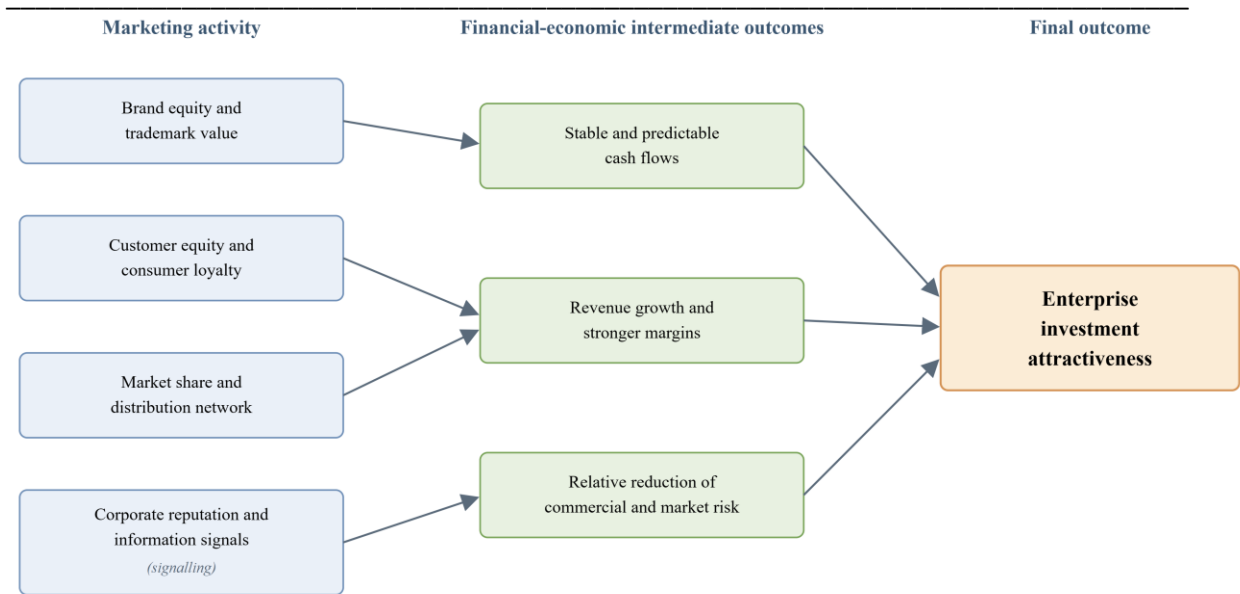 Marketing activity
Financial-economic intermediate outcomes
Final outcome
Brand equity and
trademark value
Customer equity and
consumer loyalty
Market share and
distribution network
Corporate reputation and
information signals
(signalling)
Stable and predictable
cash flows
Revenue growth and
stronger margins
Relative reduction of
commercial and market risk
Enterprise
investment
attractiveness